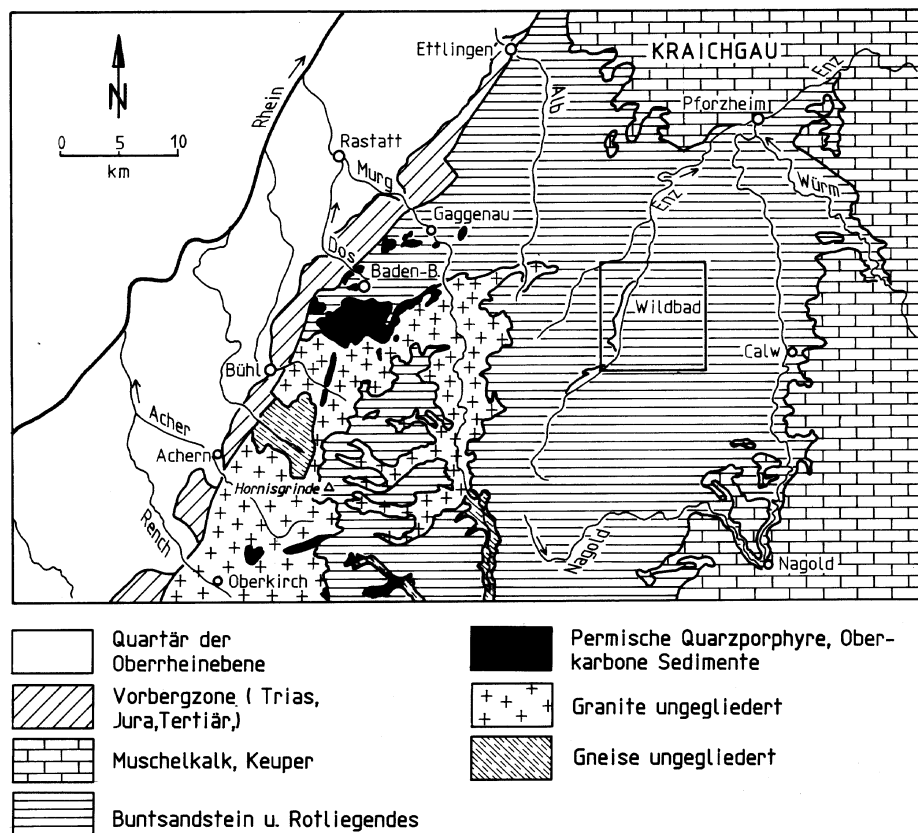 Ettlingen
KRAICHGAU
Enz
N
Rhein
Alb
Pforzheim
0 5 10
km
Rastatt
Murg
Würm
Gaggenau
Enz
Dos
Baden-B.
Wildbad
Calw
Bühl
Acher
Achern
Hornisgrinde
Rench
Nagold
Oberkirch
Nagold
Quartär der
Oberrheinebene
Vorbergzone ( Trias,
Jura,Tertiär,)
Muschelkalk, Keuper
Buntsandstein u. Rotliegendes
Permische Quarzporphyre, Ober-
karbone Sedimente
Granite ungegliedert
Gneise ungegliedert